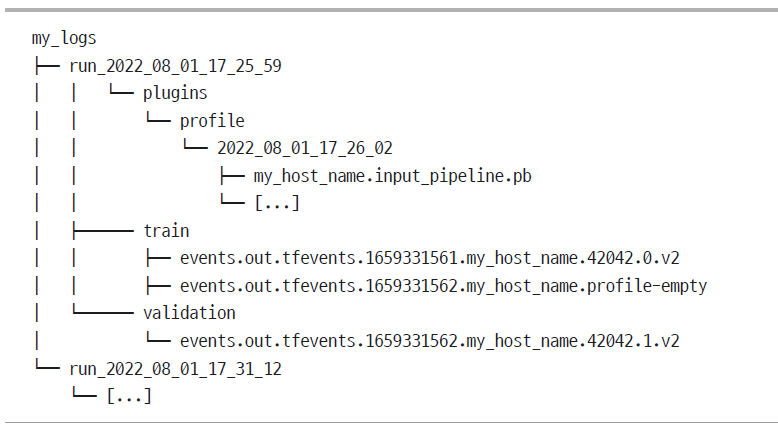 my_logs
├── run_2022_08_01_17_25_59
│   │   └── plugins
│   │       └── profile
│   │           └── 2022_08_01_17_26_02
│   │               ├── my_host_name.input_pipeline.pb
│   │               └── [...]
│   ├────── train
│   │       ├── events.out.tfevents.1659331561.my_host_name.42042.0.v2
│   │       ├── events.out.tfevents.1659331562.my_host_name.profile-empty
│   └────── validation
│           └── events.out.tfevents.1659331562.my_host_name.42042.1.v2
└── run_2022_08_01_17_31_12
    └── [...]